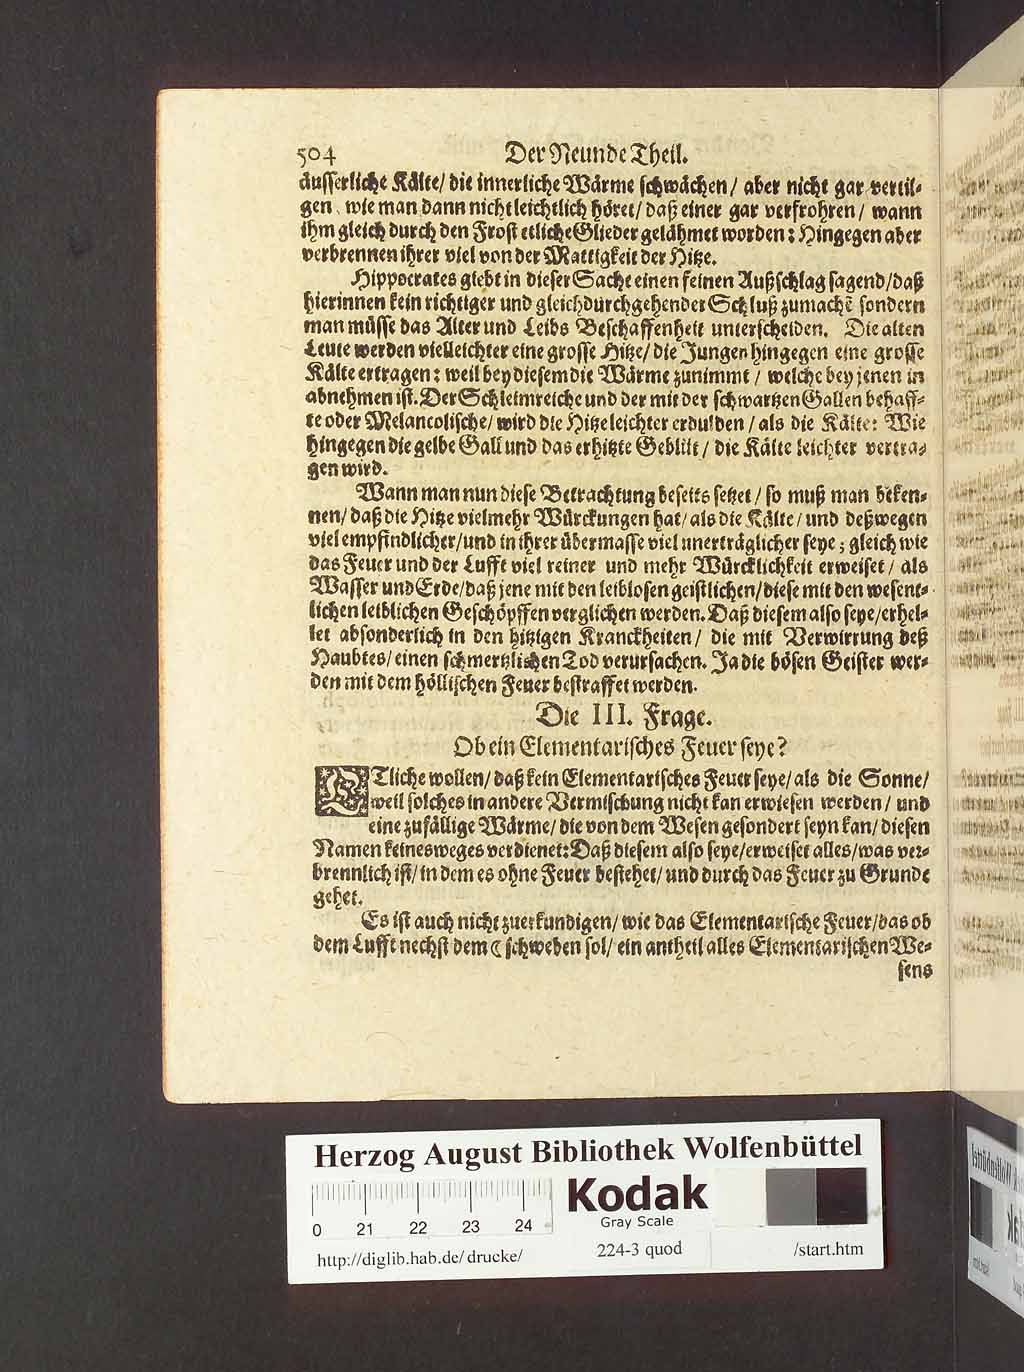 504 Der Neunde Theil.
äusserliche Kälte/ die innerliche Wärme schwächen/ aber nicht gar vertil-
gen wie man dann nicht leichtlich höret/ daß einer gar verfrohren/ wann
ihm gleich durch den Frost etliche Glieder gelähmet worden: Hingegen aber
verbrennen ihrer viel von der Mattigkeit der Hitze.
Hippocrates giebt in dieser Sache einen feinen Außschlag sagend/ daß
hierinnen kein richtiger und gleichdurchgehender Schluß zumachē sondern
man müsse das Alter und Leibs Beschaffenheit unterscheiden. Die alten
Leute werden vielleichter eine grosse Hitze/ die Jungen hingegen eine grosse
Kälte ertragen: weil bey diesem die Wärme zunimmt/ welche bey jenen in
abnehmen ist. Der Schleimreiche und der mit der schwartzen Gallen behaff-
te oder Melancolische/ wird die Hitze leichter erdulden/ als die Kälte: Wie
hingegen die gelbe Gall und das erhitzte Geblüt/ die Kälte leichter vertra-
gen wird.
Wann man nun diese Betrachtung beseits setzet/ so muß man beken-
nen/ daß die Hitze vielmehr Würckungen hat/ als die Kälte/ und deßwegen
viel empfindlicher/ und in ihrer übermasse viel unerträglicher seye; gleich wie
das Feuer und der Lufft viel reiner und mehr Würcklichkeit erweiset/ als
Wasser und Erde/ daß jene mit den leiblosen geistlichen/ diese mit den wesent-
lichen leiblichen Geschöpffen verglichen werden. Daß diesem also seye/ erhel-
let absonderlich in den hitzigen Kranckheiten/ die mit Verwirrung deß
Haubtes/ einen schmertzlischen Tod verursachen. Ja die bösen Geister wer-
den mit dem höllischen Feuer bestraffet werden.
Die III. Frage.
Ob ein Elementarisches Feuer seye?
ETliche wollen/ daß kein Elementarisches Feuer seye/ als die Sonne/
weil solches in andere Vermischung nicht kan erwiesen werden/ und
eine zufällige Wärme/ die von dem Wesen gesondert seyn kan/ diesen
Namen keinesweges verdienet: Daß diesem also seye/ erweiset alles/ was ver-
brennlich ist/ in dem es ohne Feuer bestehet/ und durch das Feuer zu Grunde
gehet.
Es ist auch nicht zuerkundigen/ wie das Elementarische Feuer/ das ob
dem Lufft nechst dem ☾ schweben sol/ ein antheil alles Elementarischen We-
sens
Herzog August Bibliothek Wolfenbüttel
0 21 22 23 24
Kodak
Gray Scale
http://diglib.hab.de/ drucke/ 224-3 quod /start.htm